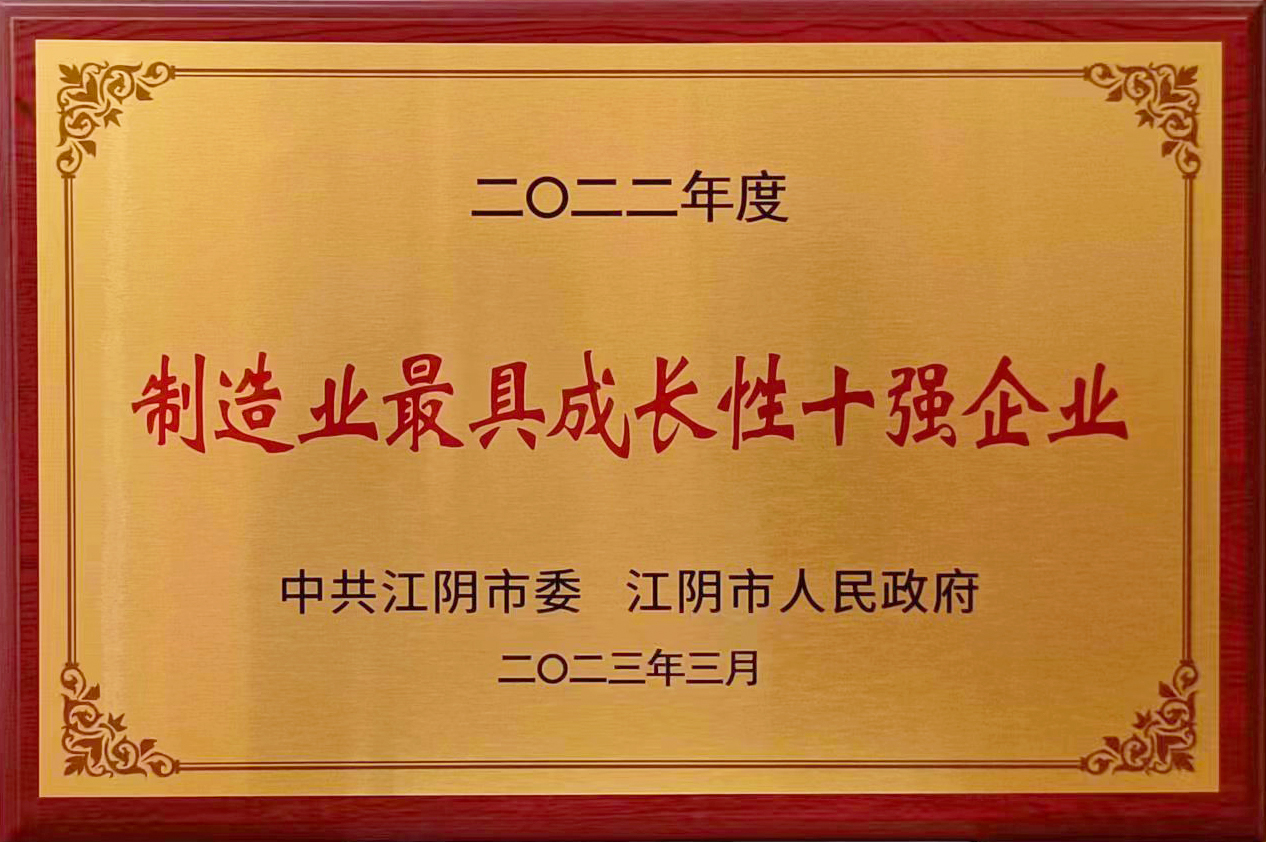 二〇二二年度
制造业最具成长性十强企业
中共江阴市委 江阴市人民政府
二〇二三年三月